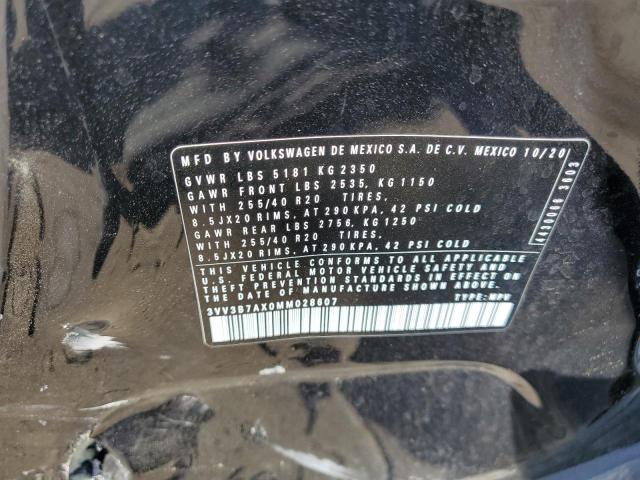 MFD BY VOLKSWAGEN DE MEXICO S.A. DE C.V. MEXICO 10/20
GVWR LBS 5181 KG 2350
GAWR FRONT LBS 2535, KG 1150
WITH 255/40 R20 TIRES,
8.5JX20 RIMS, AT 290 KPA, 42 PSI COLD
GAWR REAR LBS 2756, KG 1250
WITH 255/40 R20 TIRES,
8.5JX20 RIMS, AT 290 KPA, 42 PSI COLD
THIS VEHICLE CONFORMS TO ALL APPLICABLE
U.S. FEDERAL MOTOR VEHICLE SAFETY AND
THEFT PREVENTION STANDARDS IN EFFECT ON
THE DATE OF MANUFACTURE SHOWN ABOVE.
3VV3B7AX0MM028607 TYPE: MPV